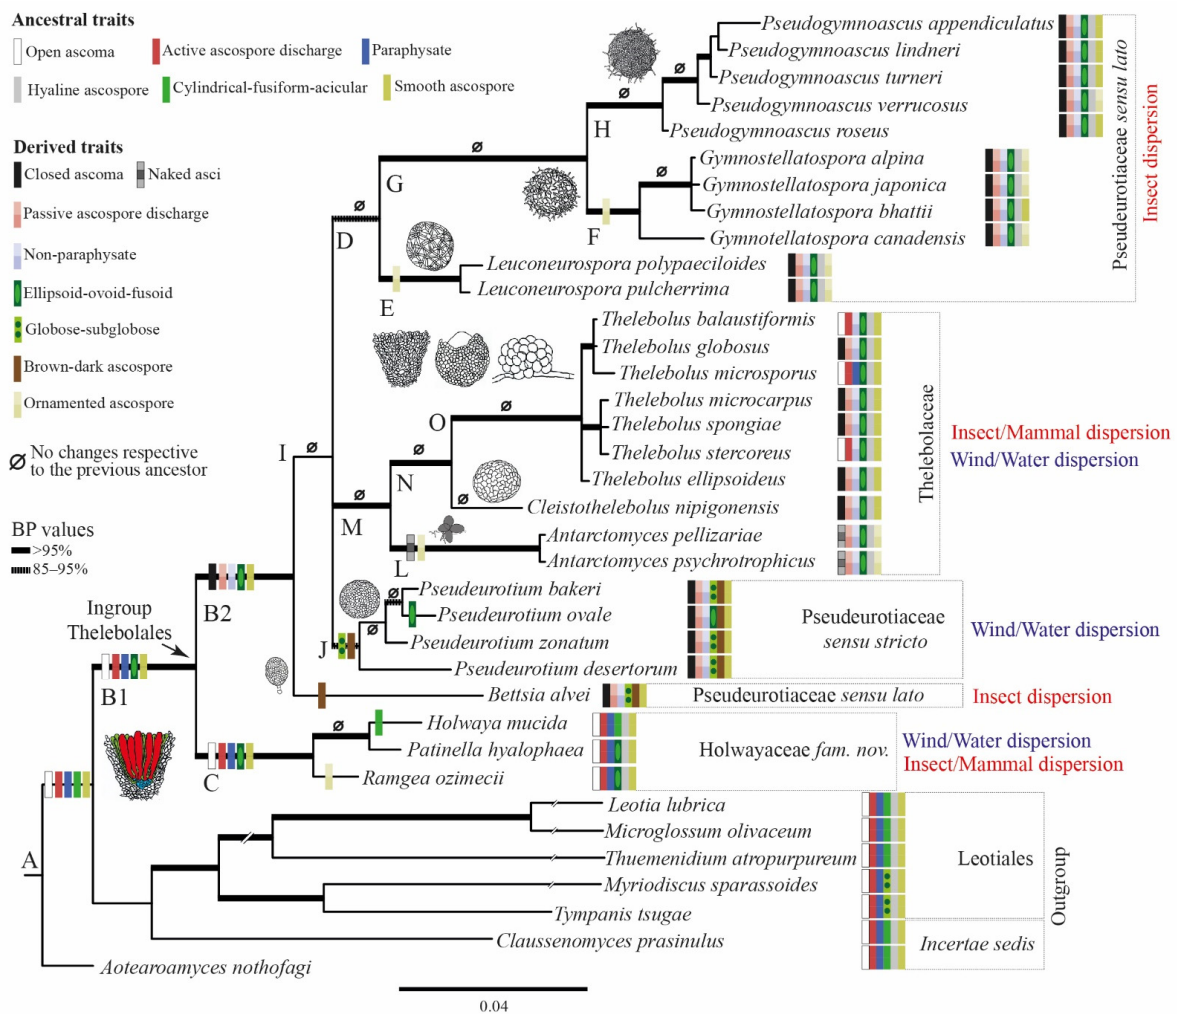 Ancestral traits
Open ascoma
Active ascospore discharge
Paraphysate
Hyaline ascospore
Cylindrical-fusiform-acicular
Smooth ascospore
Derived traits
Closed ascoma
Naked asci
Passive ascospore discharge
Non-paraphysate
Ellipsoid-ovoid-fusoid
Globose-subglobose
Brown-dark ascospore
Ornamented ascospore
Ø No changes respective
to the previous ancestor
BP values
>95%
85–95%
Ingroup
Thelebolales
A
B1
B2
C
D
E
F
G
H
I
J
L
M
N
O
Ø
Ø
Ø
Ø
Ø
Ø
Ø
Ø
Ø
Ø
Ø
Ø
Ø
Ø
Pseudogymnoascus appendiculatus
Pseudogymnoascus lindneri
Pseudogymnoascus turneri
Pseudogymnoascus verrucosus
Pseudogymnoascus roseus
Gymnostellatospora alpina
Gymnostellatospora japonica
Gymnostellatospora bhattii
Gymnotellatospora canadensis
Leuconeurospora polypaeciloides
Leuconeurospora pulcherrima
Pseudeurotiaceae sensu lato
Insect dispersion
Thelebolus balaustiformis
Thelebolus globosus
Thelebolus microsporus
Thelebolus microcarpus
Thelebolus spongiae
Thelebolus stercoreus
Thelebolus ellipsoideus
Cleistothelebolus nipigonensis
Antarctomyces pellizariae
Antarctomyces psychrotrophicus
Thelebolaceae
Insect/Mammal dispersion
Wind/Water dispersion
Pseudeurotium bakeri
Pseudeurotium ovale
Pseudeurotium zonatum
Pseudeurotium desertorum
Pseudeurotiaceae
sensu stricto
Wind/Water dispersion
Bettsia alvei
Pseudeurotiaceae sensu lato
Insect dispersion
Holwaya mucida
Patinella hyalophaea
Ramgea ozimecii
Holwayaceae fam. nov.
Wind/Water dispersion
Insect/Mammal dispersion
Leotia lubrica
Microglossum olivaceum
Thuemenidium atropurpureum
Myriodiscus sparassoides
Tympanis tsugae
Claussenomyces prasinulus
Aotearoamyces nothofagi
Leotiales
Incertae sedis
Outgroup
0.04